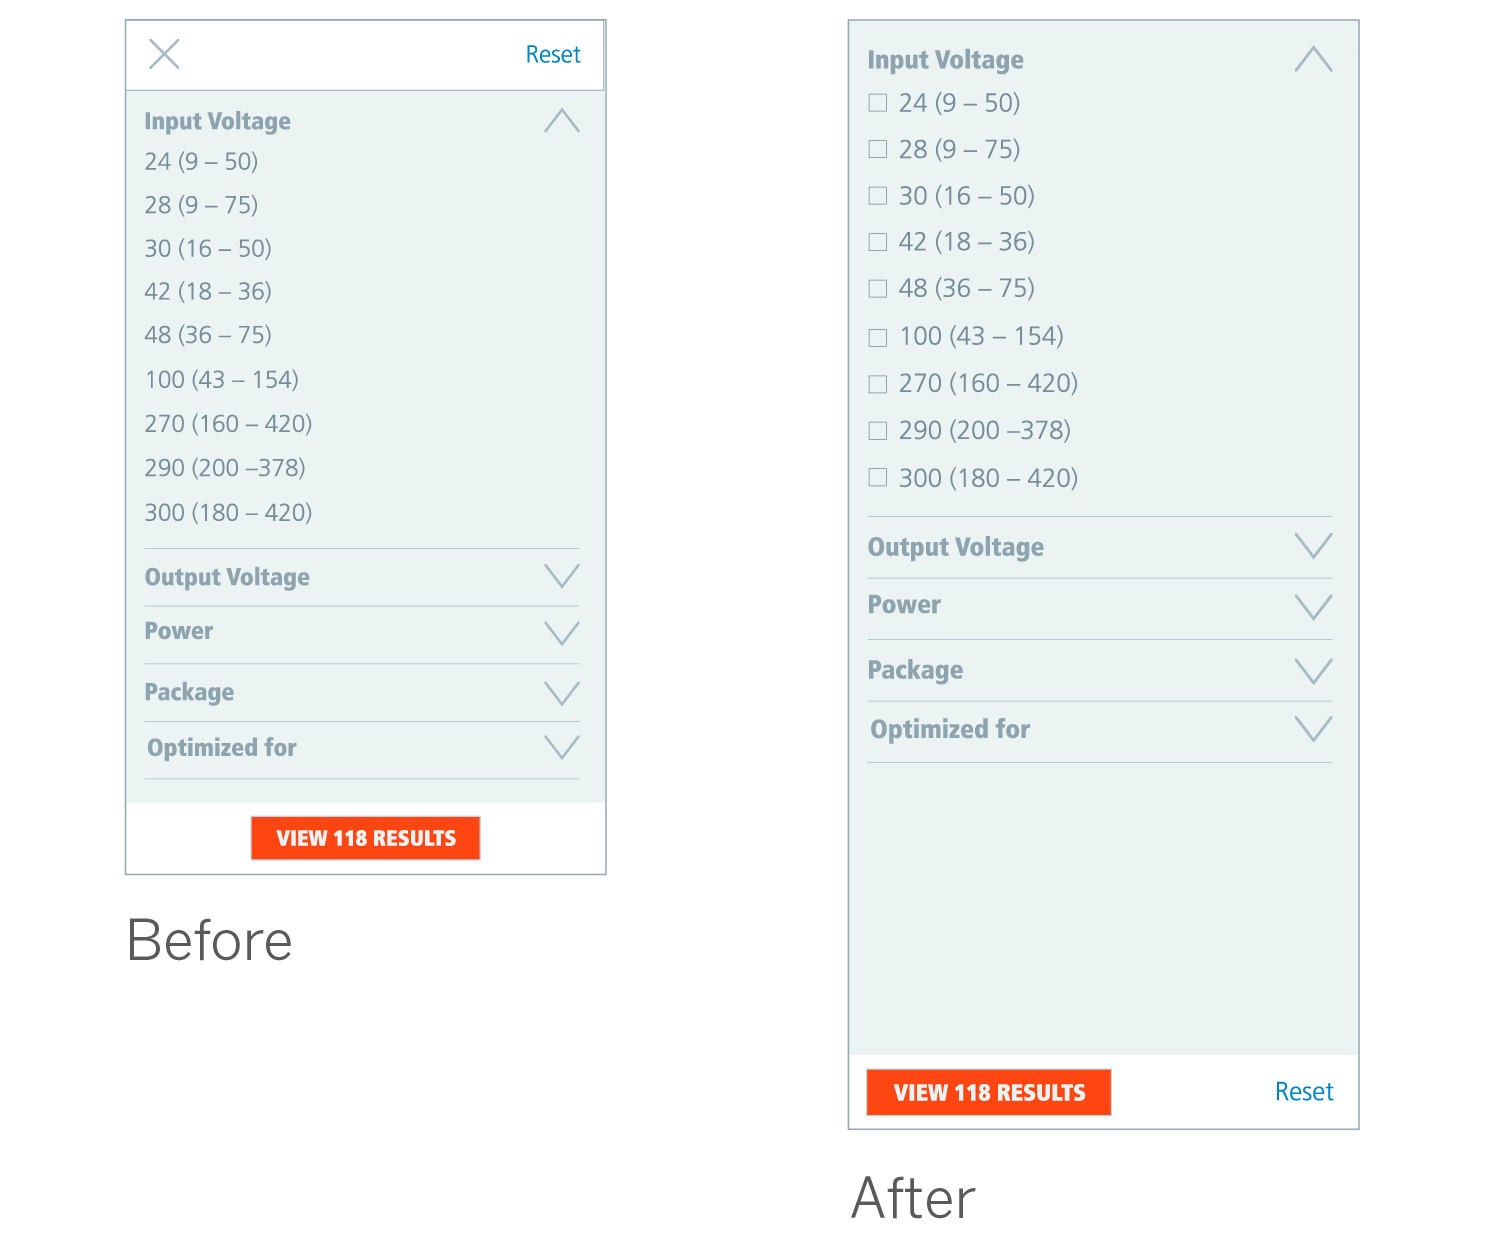 Reset
Input Voltage
24 (9 – 50)
28 (9 – 75)
30 (16 – 50)
42 (18 – 36)
48 (36 – 75)
100 (43 – 154)
270 (160 – 420)
290 (200 –378)
300 (180 – 420)
Output Voltage
Power
Package
Optimized for
VIEW 118 RESULTS
Before
Input Voltage
24 (9 – 50)
28 (9 – 75)
30 (16 – 50)
42 (18 – 36)
48 (36 – 75)
100 (43 – 154)
270 (160 – 420)
290 (200 –378)
300 (180 – 420)
Output Voltage
Power
Package
Optimized for
VIEW 118 RESULTS
Reset
After